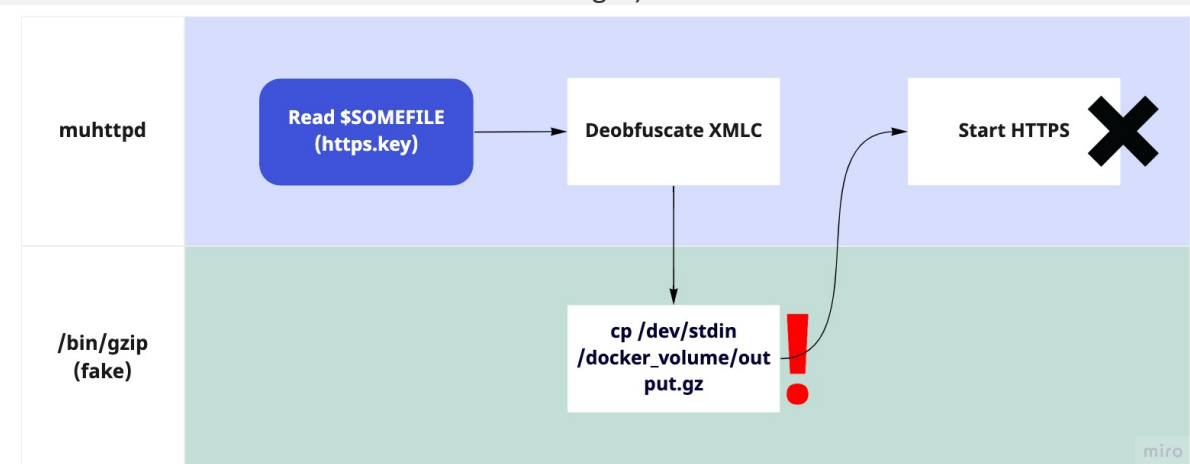 muhttpd
Read $SOMEFILE
(https.key)
Deobfuscate XMLC
Start HTTPS
/bin/gzip
(fake)
cp /dev/stdin
/docker_volume/out
put.gz
!
miro